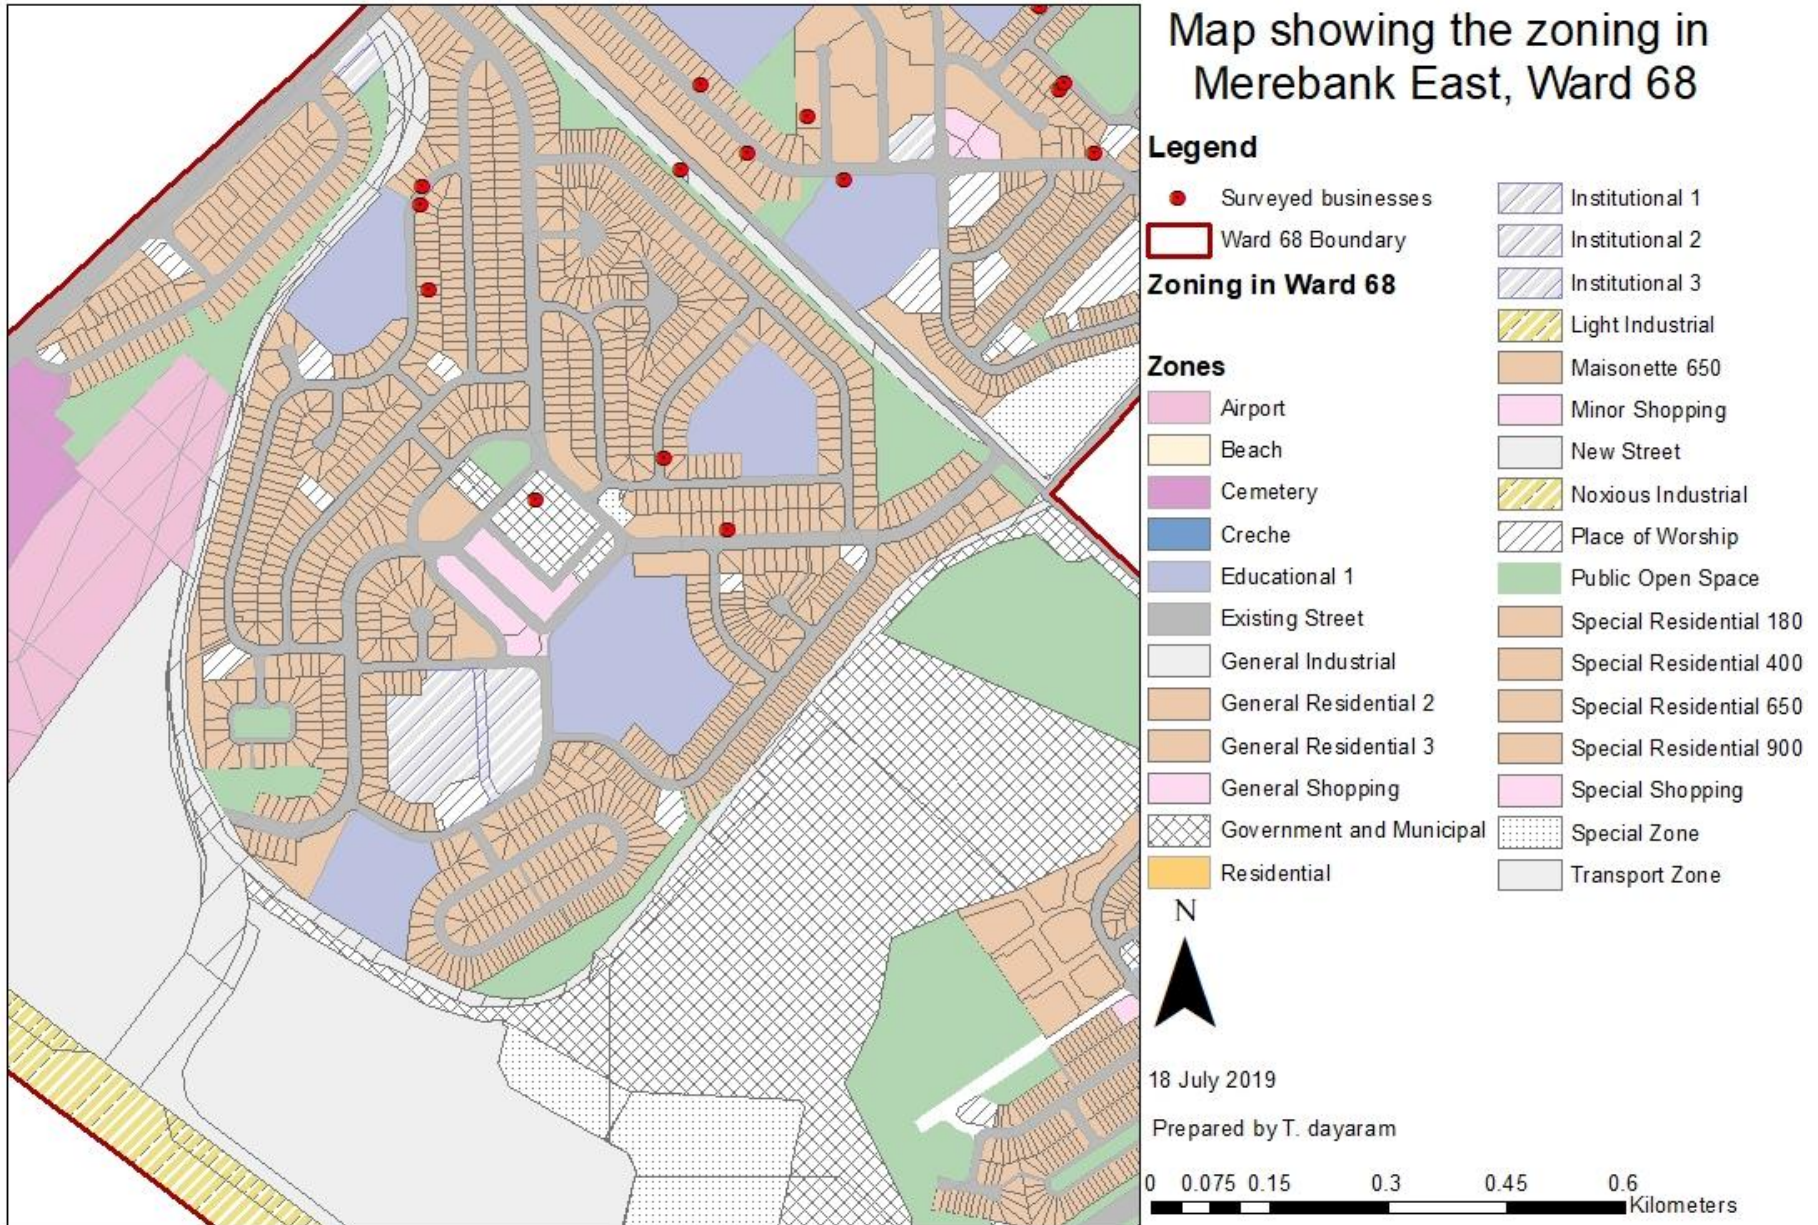 Map showing the zoning in
Merebank East, Ward 68
Legend
Surveyed businesses
Ward 68 Boundary
Zoning in Ward 68
Zones
Airport
Beach
Cemetery
Creche
Educational 1
Existing Street
General Industrial
General Residential 2
General Residential 3
General Shopping
Government and Municipal
Residential
Institutional 1
Institutional 2
Institutional 3
Light Industrial
Maisonette 650
Minor Shopping
New Street
Noxious Industrial
Place of Worship
Public Open Space
Special Residential 180
Special Residential 400
Special Residential 650
Special Residential 900
Special Shopping
Special Zone
Transport Zone
N
18 July 2019
Prepared by T. dayaram
0 0.075 0.15 0.3 0.45 0.6
Kilometers